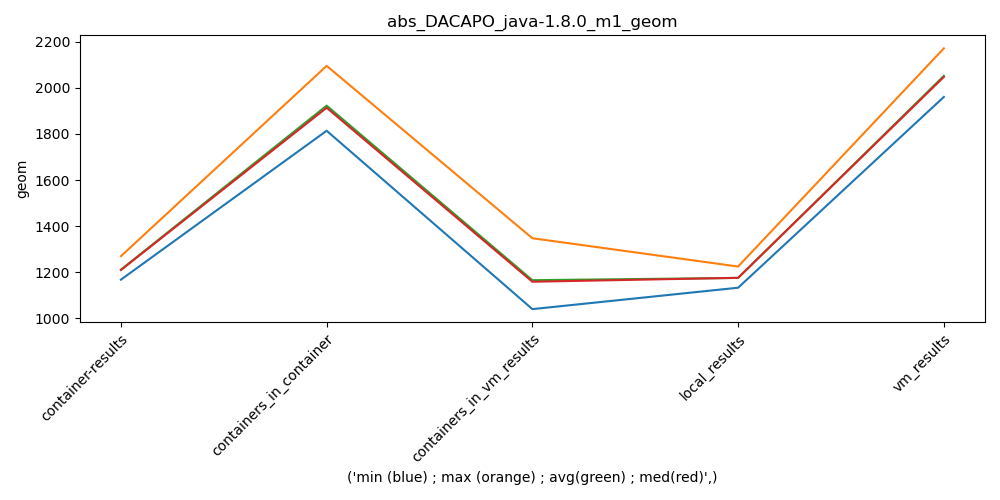 abs_DACAPO_java-1.8.0_m1_geom
2200
2000
1800
1600
1400
1200
1000
geom
container-results
containers_in_container
containers_in_vm_results
local_results
vm_results
('min (blue) ; max (orange) ; avg(green) ; med(red)',)